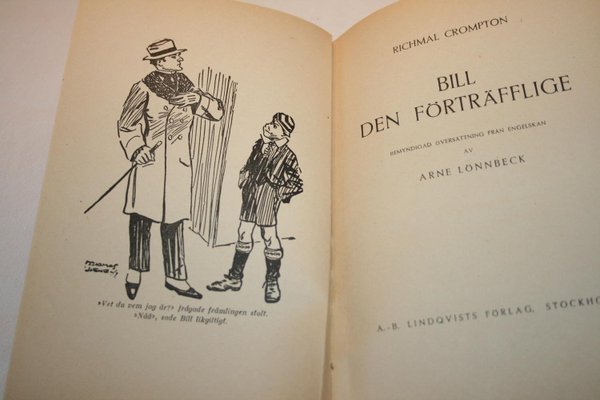 THOMAS
»Vet du vem jag är?» frågade främlingen stolt.
»Nää», sade Bill likgiltigt.
RICHMAL CROMPTON
BILL
DEN FÖRTRÄFFLIGE
BEMYNDIGAD ÖVERSÄTTNING FRÅN ENGELSKAN
AV
ARNE LÖNNBECK
A.-B. LINDQVISTS FÖRLAG, STOCKHO